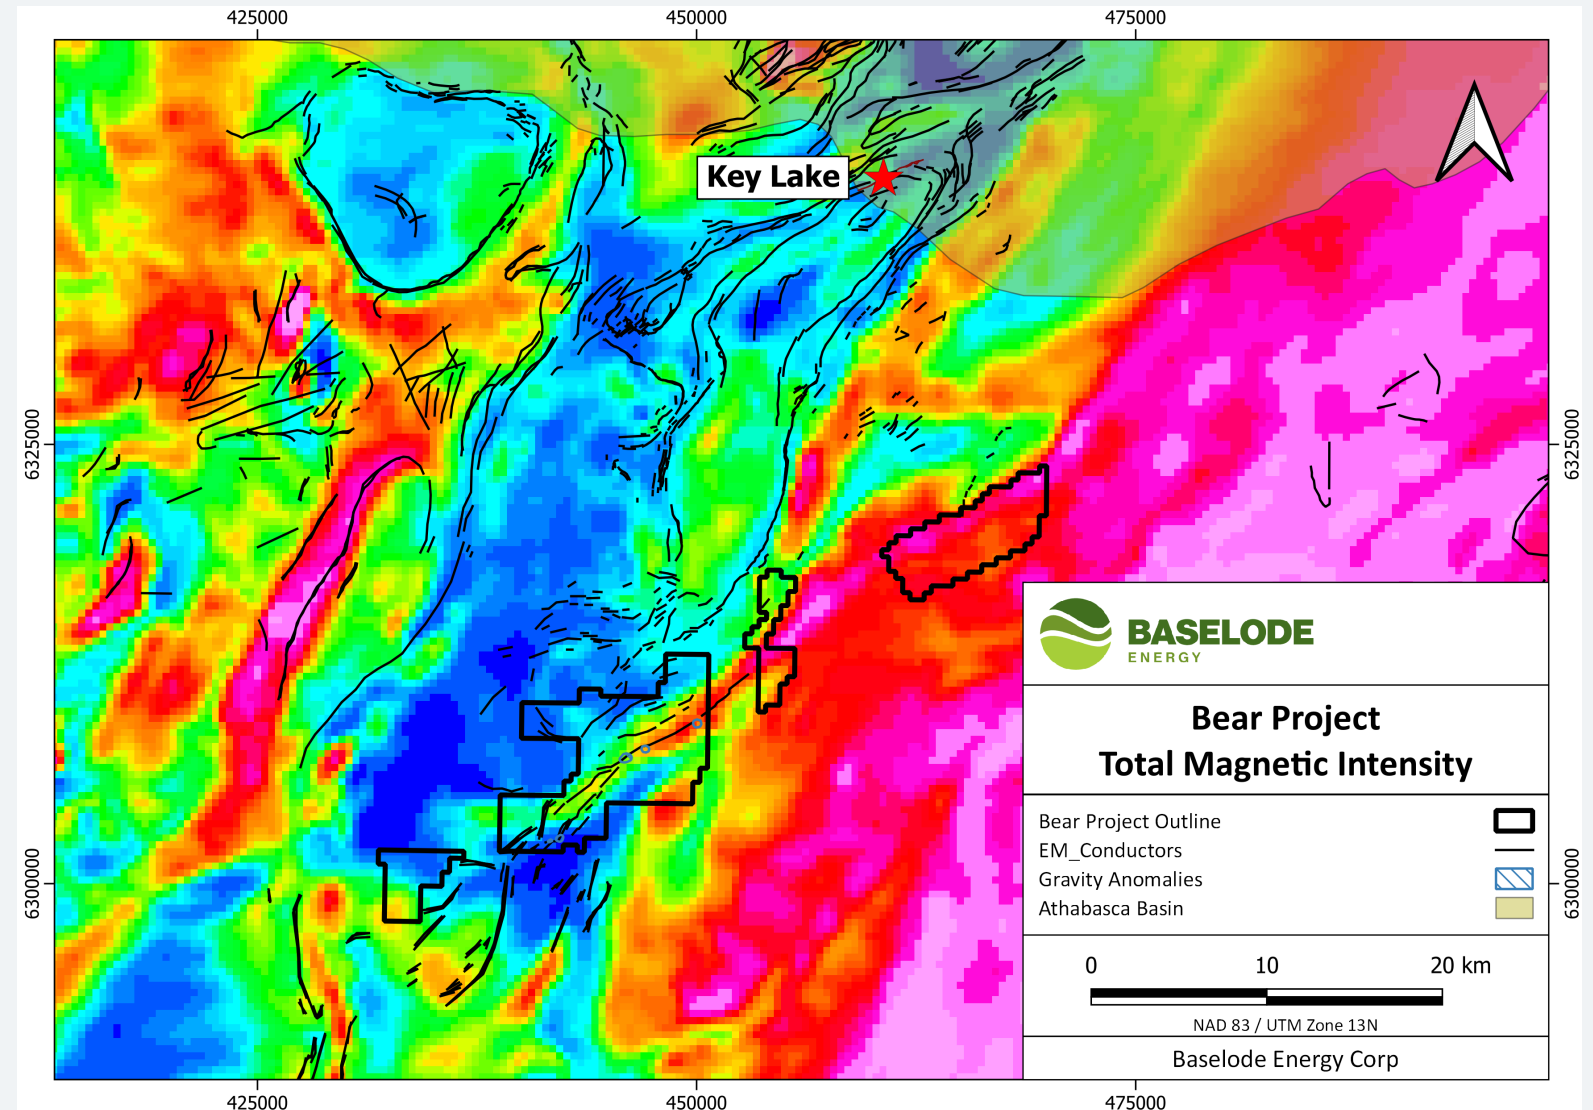 425000
450000
475000
Key Lake
6325000
6325000
BASELODE
ENERGY
Bear Project
Total Magnetic Intensity
Bear Project Outline
EM_Conductors
Gravity Anomalies
Athabasca Basin
6300000
6300000
0 10 20 km
NAD 83 / UTM Zone 13N
Baselode Energy Corp
425000
450000
475000